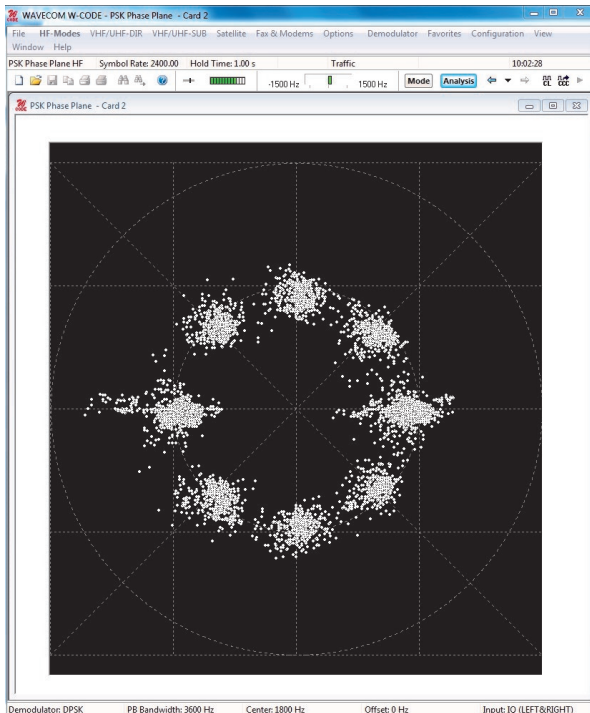 WAVECOM W-CODE - PSK Phase Plane - Card 2
File HF-Modes VHF/UHF-DIR VHF/UHF-SUB Satellite Fax & Modems Options Demodulator Favorites Configuration View
Window Help
PSK Phase Plane HF Symbol Rate: 2400.00 Hold Time: 1.00 s Traffic 10:02:28
-1500 Hz 1500 Hz Mode Analysis CL CCC
PSK Phase Plane - Card 2
Demodulator: DPSK PB Bandwidth: 3600 Hz Center: 1800 Hz Offset: 0 Hz Input: IQ (LEFT&RIGHT)